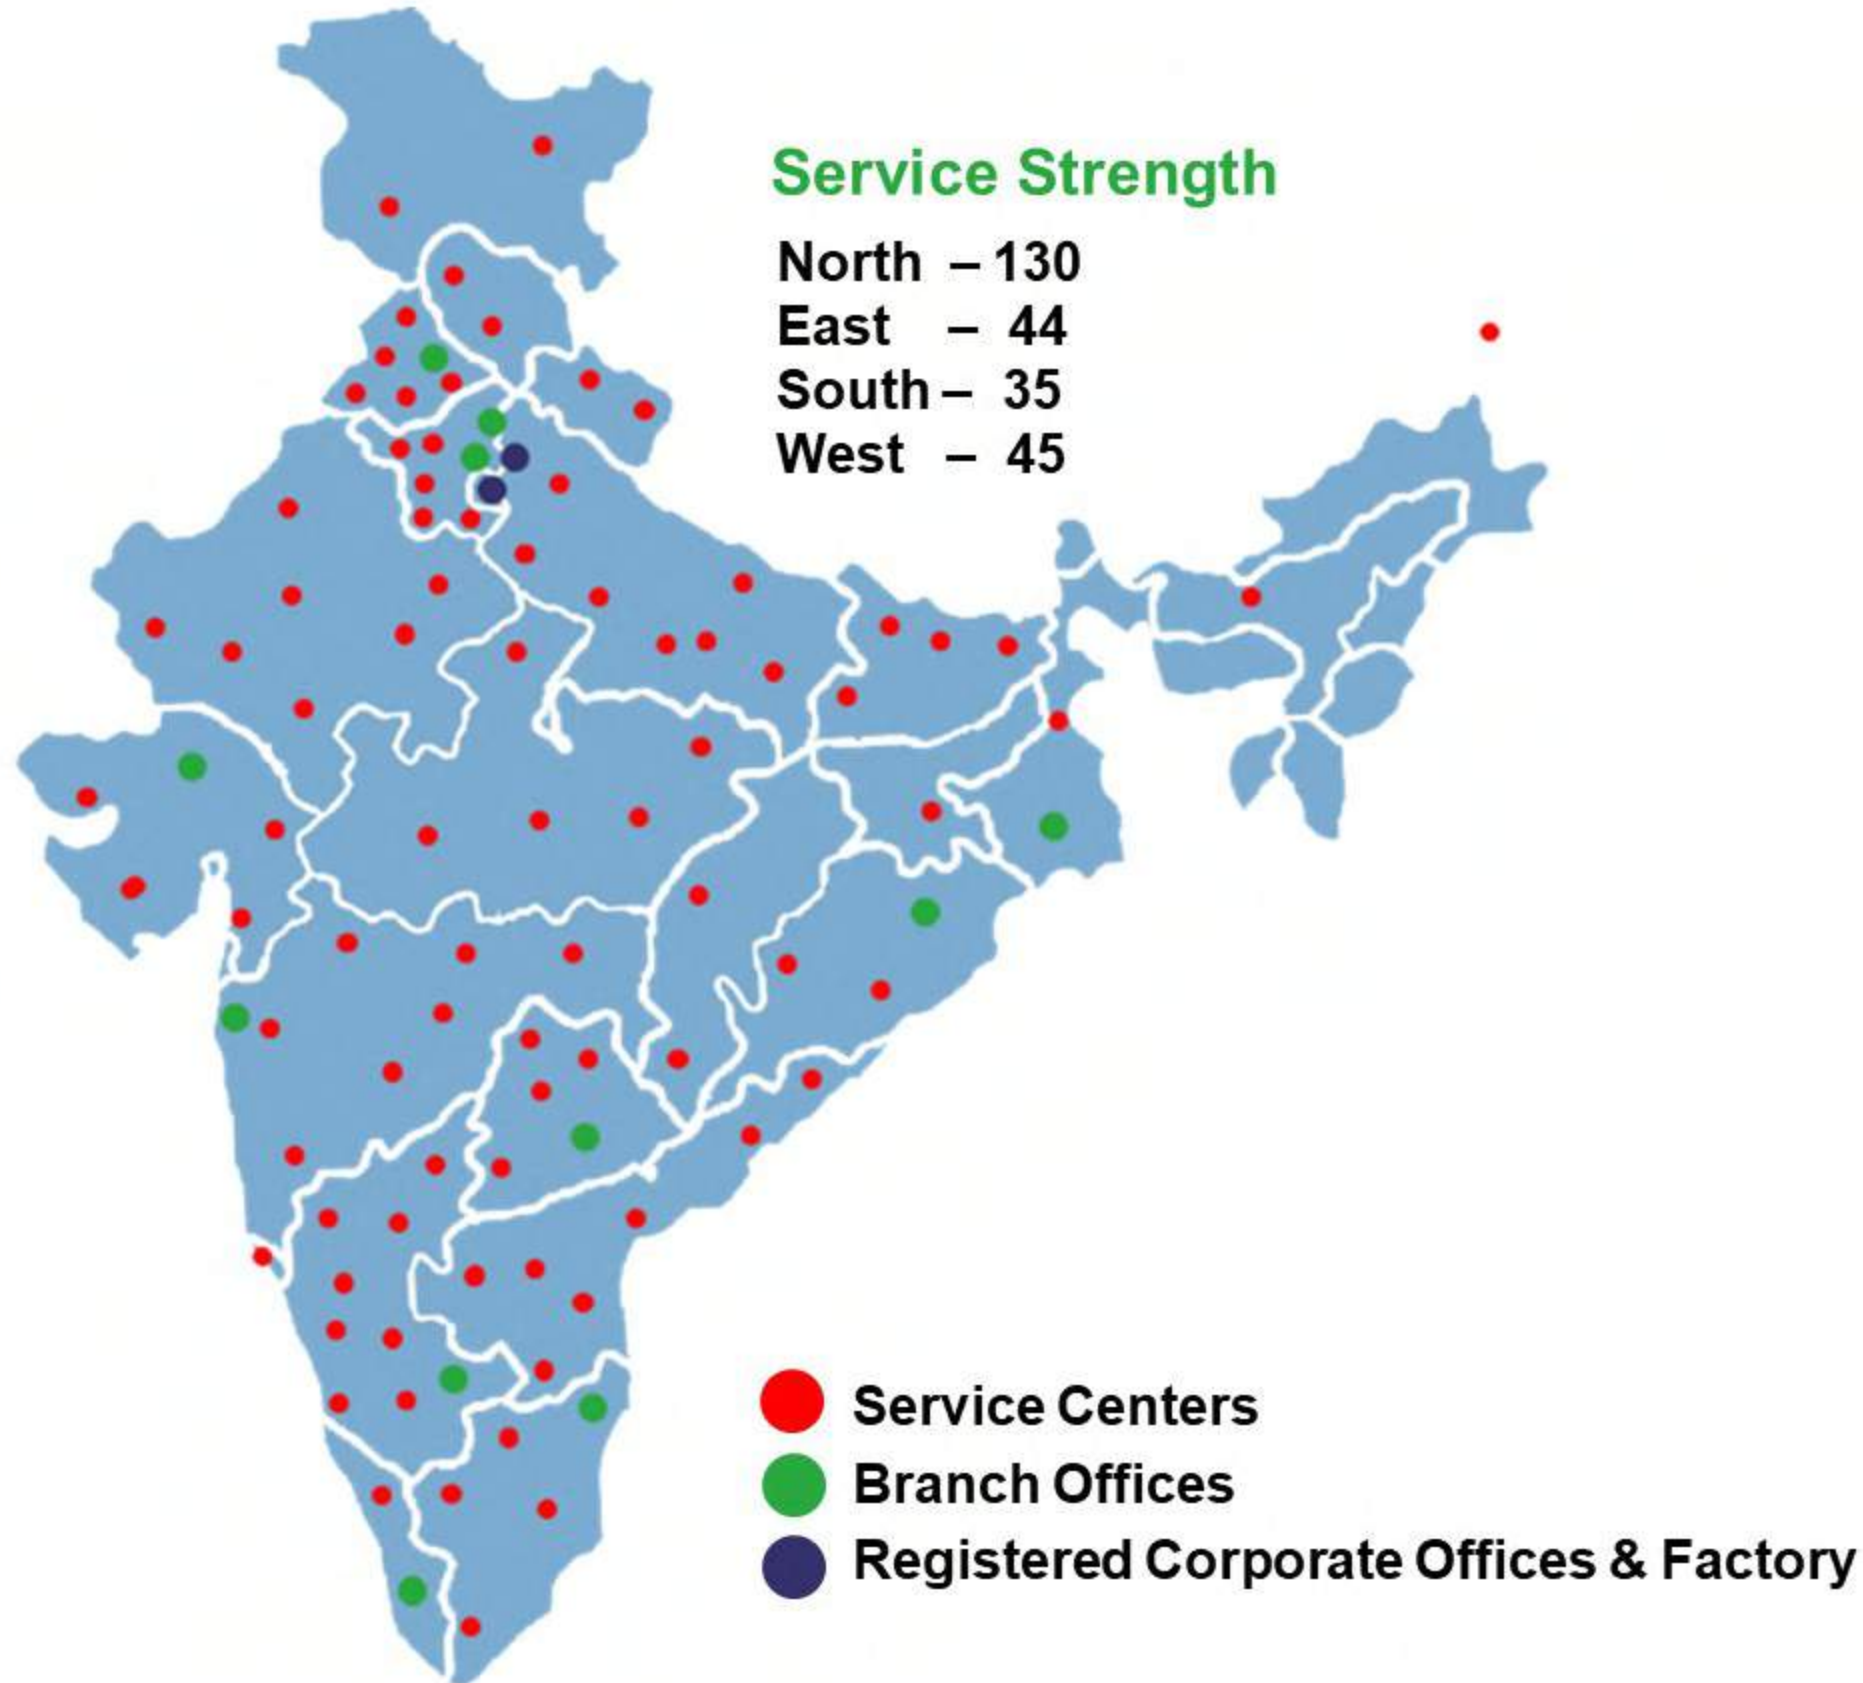 Service Strength
North – 130
East – 44
South – 35
West – 45
Service Centers
Branch Offices
Registered Corporate Offices & Factory